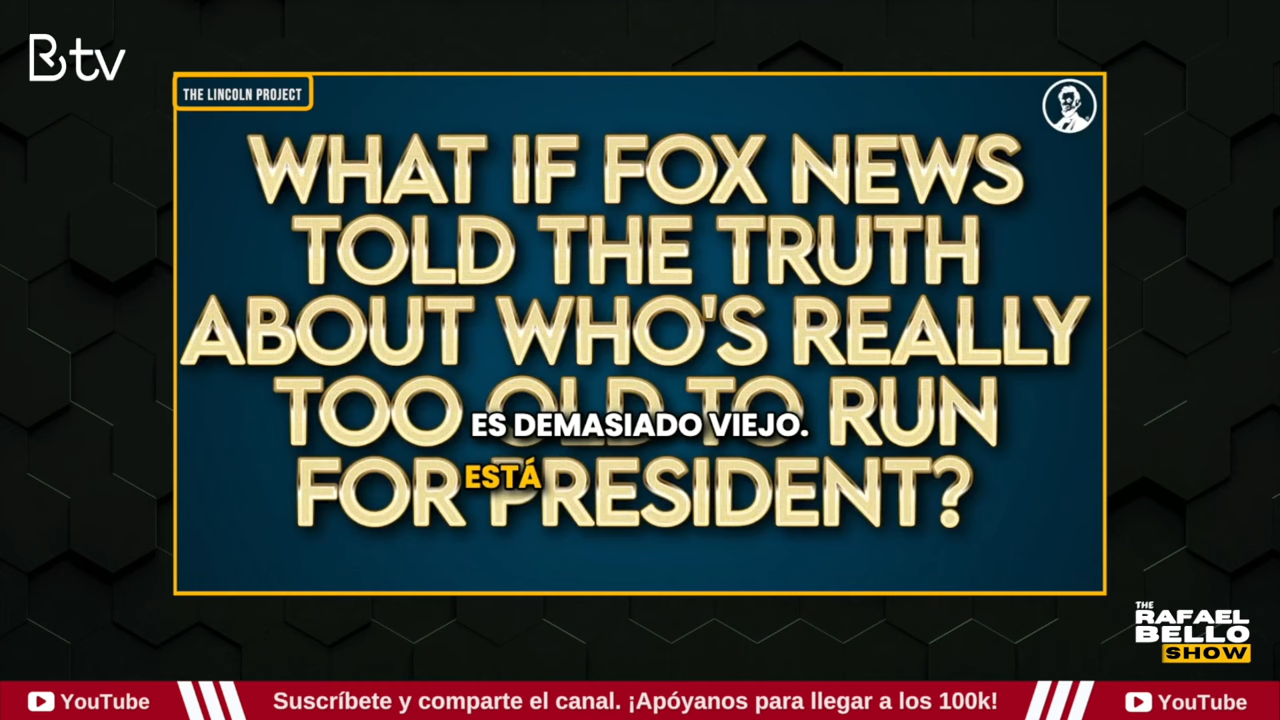 Btv
THE LINCOLN PROJECT
WHAT IF FOX NEWS
TOLD THE TRUTH
ABOUT WHO'S REALLY
TOO OLD TO RUN
FOR PRESIDENT?
ES DEMASIADO VIEJO.
ESTÁ
THE
RAFAEL
BELLO
SHOW
YouTube
Suscríbete y comparte el canal. ¡Apóyanos para llegar a los 100k!
YouTube